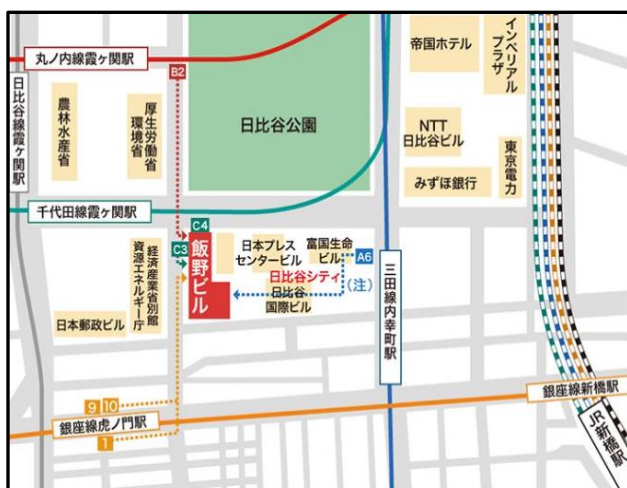 丸ノ内線霞ヶ関駅
日比谷線霞ヶ関駅
B2
農林水産省
厚生労働省
環境省
日比谷公園
帝国ホテル
インペリアル
プラザ
NTT
日比谷ビル
みずほ銀行
東京電力
千代田線霞ヶ関駅
C4
C3
飯野ビル
経済産業省別館
資源エネルギー庁
日本プレス
センタービル
富国生命
ビル
A6
日比谷シティ
(注)
日比谷
国際ビル
日本郵政ビル
三田線内幸町駅
9
10
銀座線虎ノ門駅
1
銀座線新橋駅
JR新橋駅